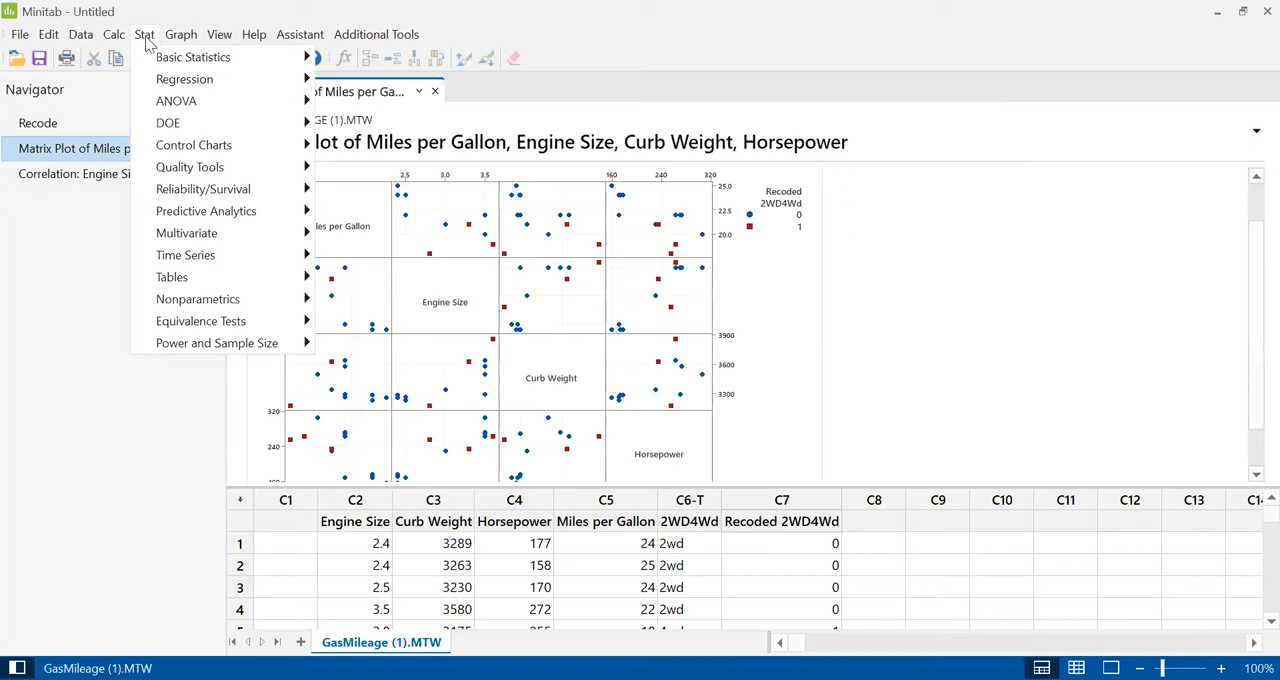 Minitab - Untitled
File Edit Data Calc Stat Graph View Help Assistant Additional Tools
Basic Statistics
Regression
ANOVA
DOE
Control Charts
Quality Tools
Reliability/Survival
Predictive Analytics
Multivariate
Time Series
Tables
Nonparametrics
Equivalence Tests
Power and Sample Size
Navigator
Recode
Matrix Plot of Miles p
Correlation: Engine Si
of Miles per Ga...
GE (1).MTW
lot of Miles per Gallon, Engine Size, Curb Weight, Horsepower
2,5 3,0 3,5 160 240 320
les per Gallon
25.0
22.5
20.0
Recoded
2WD4Wd
0
1
Engine Size
Curb Weight
3900
3600
3300
320
240
Horsepower
C1 C2 C3 C4 C5 C6-T C7 C8 C9 C10 C11 C12 C13
Engine Size Curb Weight Horsepower Miles per Gallon 2WD4Wd Recoded 2WD4Wd
1 2.4 3289 177 24 2wd 0
2 2.4 3263 158 25 2wd 0
3 2.5 3230 170 24 2wd 0
4 3.5 3580 272 22 2wd 0
GasMileage (1).MTW
GasMileage (1).MTW
100%